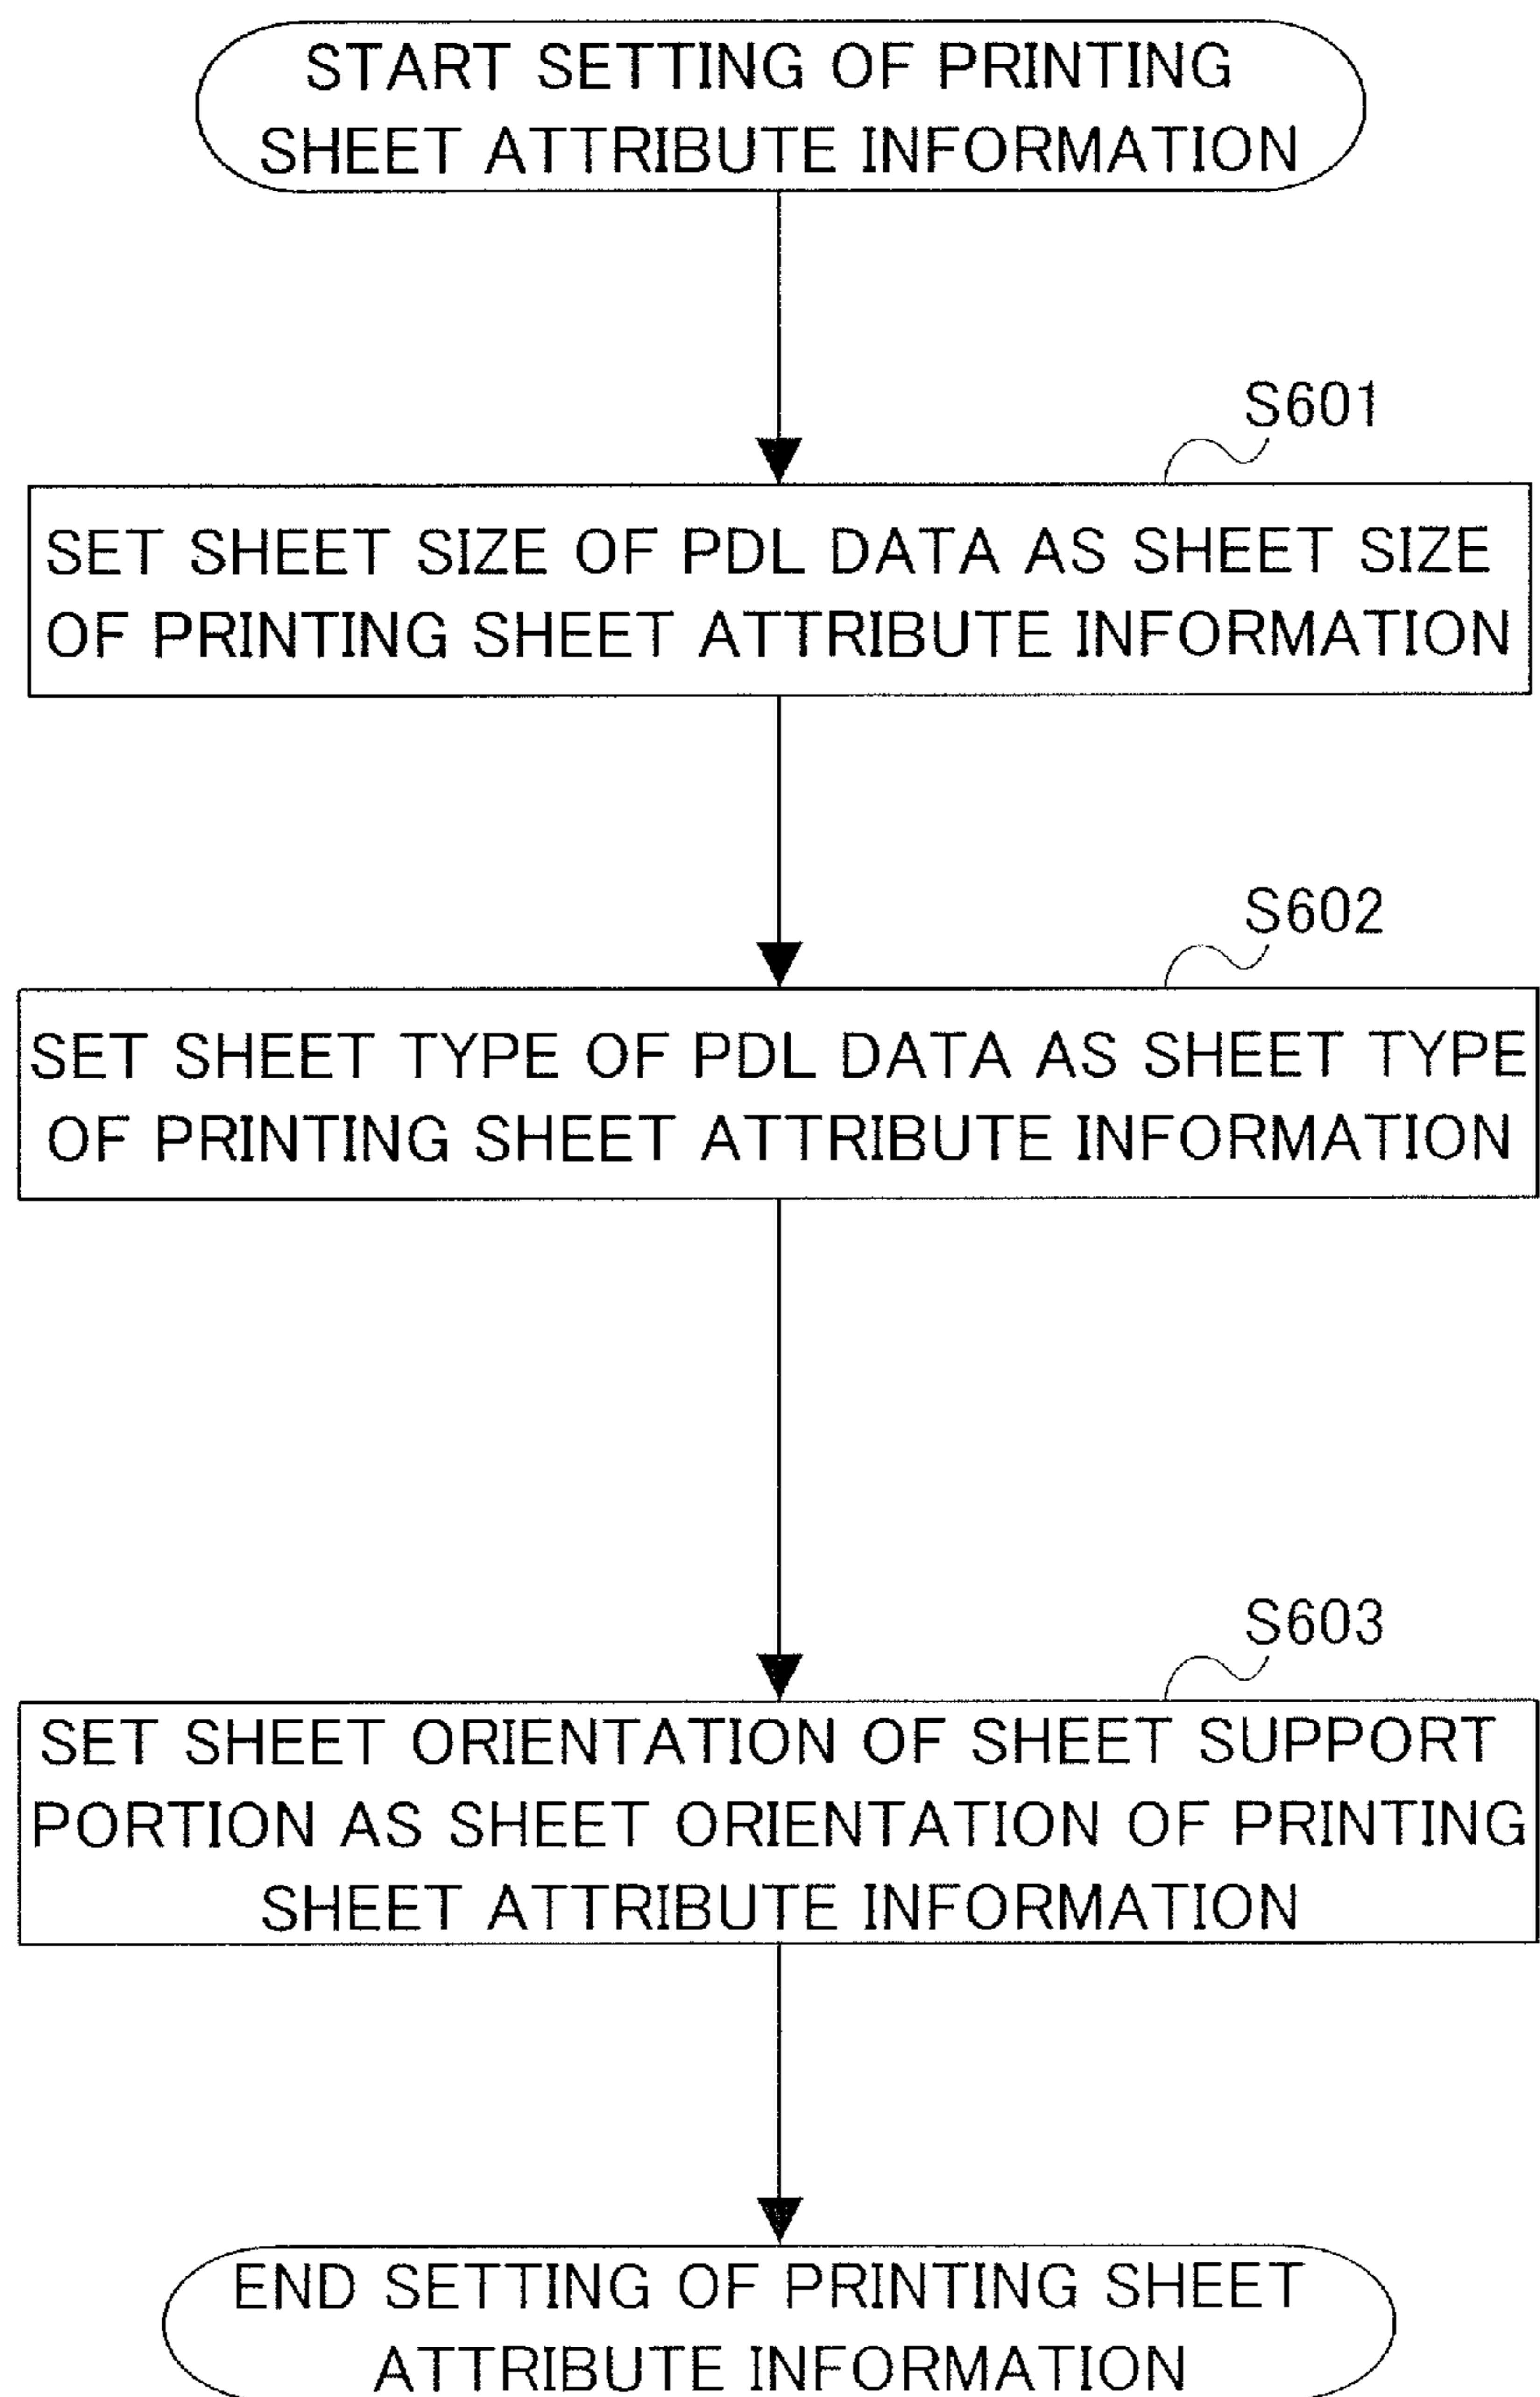 START SETTING OF PRINTING
SHEET ATTRIBUTE INFORMATION
S601
SET SHEET SIZE OF PDL DATA AS SHEET SIZE
OF PRINTING SHEET ATTRIBUTE INFORMATION
S602
SET SHEET TYPE OF PDL DATA AS SHEET TYPE
OF PRINTING SHEET ATTRIBUTE INFORMATION
S603
SET SHEET ORIENTATION OF SHEET SUPPORT
PORTION AS SHEET ORIENTATION OF PRINTING
SHEET ATTRIBUTE INFORMATION
END SETTING OF PRINTING SHEET
ATTRIBUTE INFORMATION